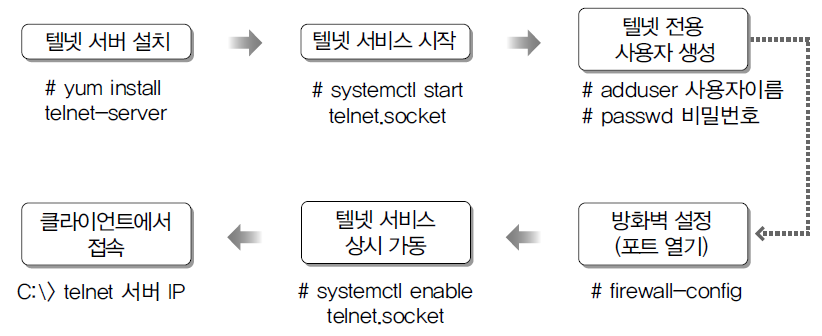 텔넷 서버 설치
# yum install
telnet-server
텔넷 서비스 시작
# systemctl start
telnet.socket
텔넷 전용
사용자 생성
# adduser 사용자이름
# passwd 비밀번호
방화벽 설정
(포트 열기)
# firewall-config
텔넷 서비스
상시 가동
# systemctl enable
telnet.socket
클라이언트에서
접속
C:\> telnet 서버 IP